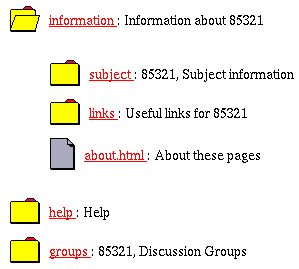 information : Information about 85321
subject : 85321, Subject information
links : Useful links for 85321
about.html : About these pages
help : Help
groups : 85321, Discussion Groups